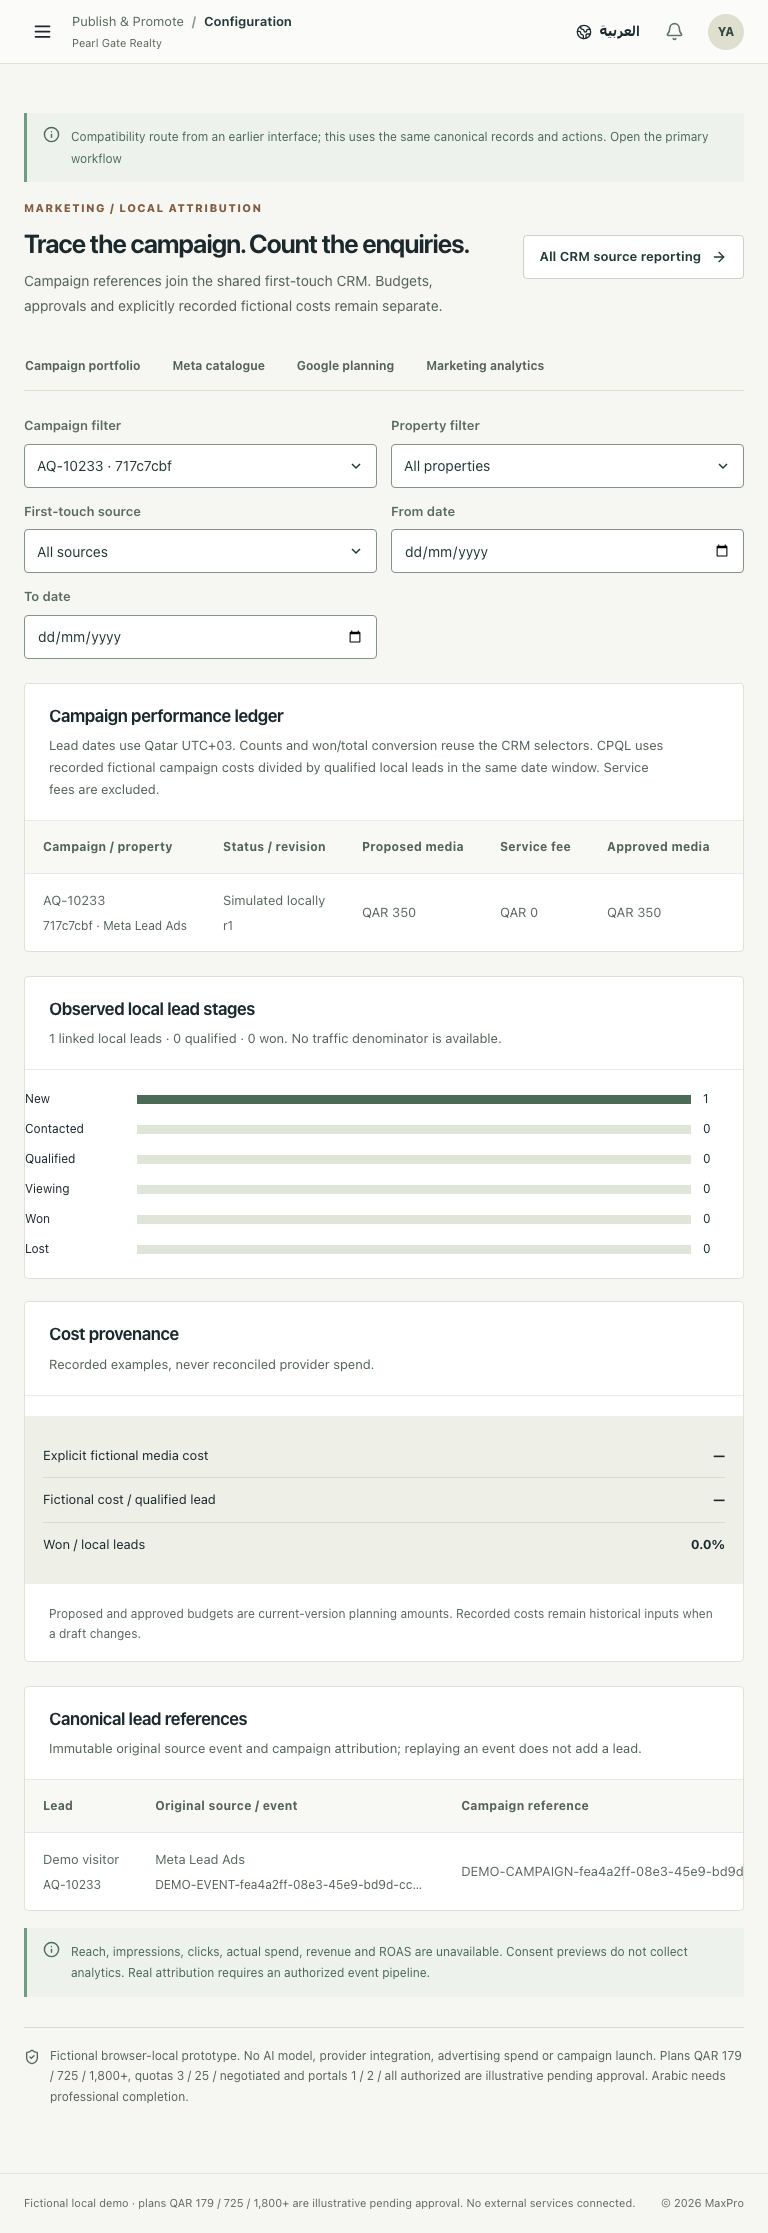 Publish & Promote / Configuration
Pearl Gate Realty
العربية
YA
Compatibility route from an earlier interface; this uses the same canonical records and actions. Open the primary
workflow
MARKETING / LOCAL ATTRIBUTION
Trace the campaign. Count the enquiries.
Campaign references join the shared first-touch CRM. Budgets,
approvals and explicitly recorded fictional costs remain separate.
All CRM source reporting
Campaign portfolio Meta catalogue Google planning Marketing analytics
Campaign filter Property filter
AQ-10233 · 717c7cbf All properties
First-touch source From date
All sources dd/mm/yyyy
To date
dd/mm/yyyy
Campaign performance ledger
Lead dates use Qatar UTC+03. Counts and won/total conversion reuse the CRM selectors. CPQL uses
recorded fictional campaign costs divided by qualified local leads in the same date window. Service
fees are excluded.
Campaign / property Status / revision Proposed media Service fee Approved media
AQ-10233 Simulated locally QAR 350 QAR 0 QAR 350
717c7cbf · Meta Lead Ads r1
Observed local lead stages
1 linked local leads · 0 qualified · 0 won. No traffic denominator is available.
New 1
Contacted 0
Qualified 0
Viewing 0
Won 0
Lost 0
Cost provenance
Recorded examples, never reconciled provider spend.
Explicit fictional media cost —
Fictional cost / qualified lead —
Won / local leads 0.0%
Proposed and approved budgets are current-version planning amounts. Recorded costs remain historical inputs when
a draft changes.
Canonical lead references
Immutable original source event and campaign attribution; replaying an event does not add a lead.
Lead Original source / event Campaign reference
Demo visitor Meta Lead Ads DEMO-CAMPAIGN-fea4a2ff-08e3-45e9-bd9d
AQ-10233 DEMO-EVENT-fea4a2ff-08e3-45e9-bd9d-cc...
Reach, impressions, clicks, actual spend, revenue and ROAS are unavailable. Consent previews do not collect
analytics. Real attribution requires an authorized event pipeline.
Fictional browser-local prototype. No AI model, provider integration, advertising spend or campaign launch. Plans QAR 179
/ 725 / 1,800+, quotas 3 / 25 / negotiated and portals 1 / 2 / all authorized are illustrative pending approval. Arabic needs
professional completion.
Fictional local demo · plans QAR 179 / 725 / 1,800+ are illustrative pending approval. No external services connected. © 2026 MaxPro